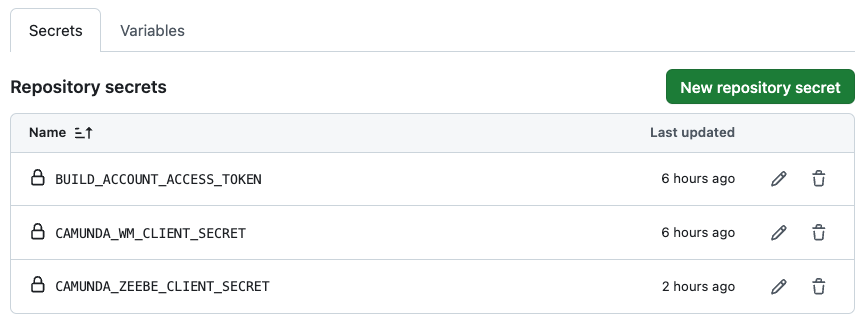 Secrets Variables
Repository secrets New repository secret
Name Last updated
BUILD_ACCOUNT_ACCESS_TOKEN 6 hours ago
CAMUNDA_WM_CLIENT_SECRET 6 hours ago
CAMUNDA_ZEEBE_CLIENT_SECRET 2 hours ago